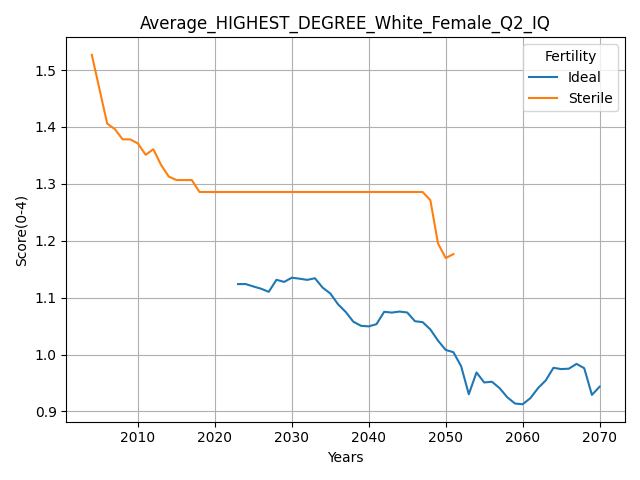 Average_HIGHEST_DEGREE_White_Female_Q2_IQ
Fertility
Ideal
Sterile
Score(0-4)
1.5
1.4
1.3
1.2
1.1
1.0
0.9
2010 2020 2030 2040 2050 2060 2070
Years